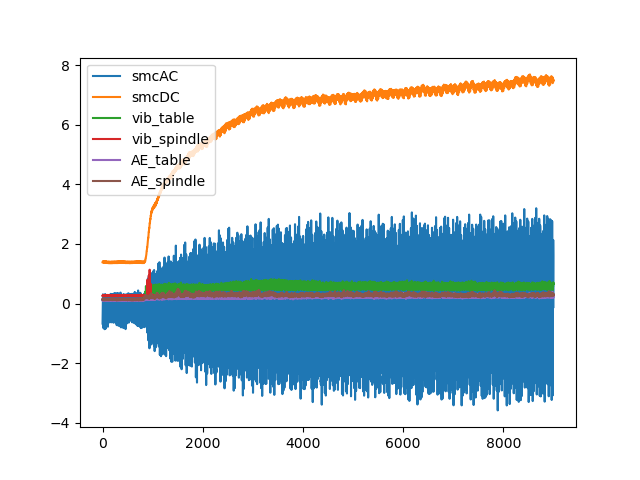 8
6
4
2
0
−2
−4
0
2000
4000
6000
8000
smcAC
smcDC
vib_table
vib_spindle
AE_table
AE_spindle